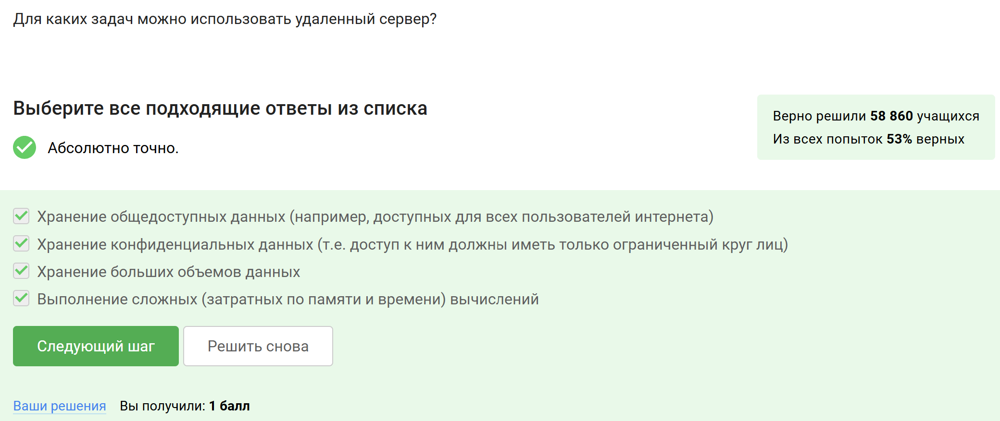 Для каких задач можно использовать удаленный сервер?
Выберите все подходящие ответы из списка
Верно решили 58 860 учащихся
Из всех попыток 53% верных
Абсолютно точно.
Хранение общедоступных данных (например, доступных для всех пользователей интернета)
Хранение конфиденциальных данных (т.е. доступ к ним должны иметь только ограниченный круг лиц)
Хранение больших объемов данных
Выполнение сложных (затратных по памяти и времени) вычислений
Следующий шаг
Решить снова
Ваши решения
Вы получили: 1 балл